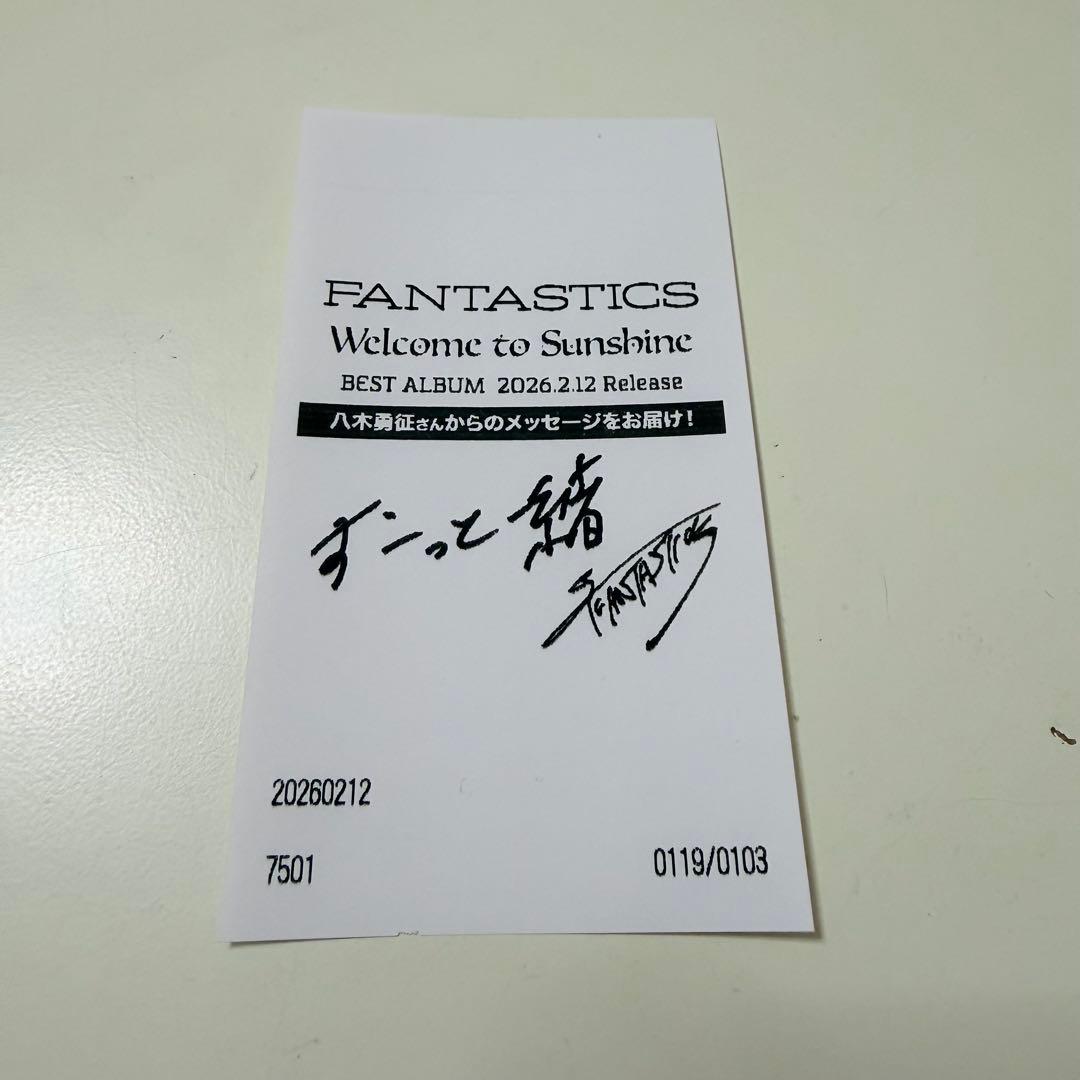 FANTASTICS
Welcome to Sunshine
BEST ALBUM 2026.2.12 Release
八木勇征さんからのメッセージをお届け!
ずーっと一緒
FANTASTICS
20260212
7501 0119/0103